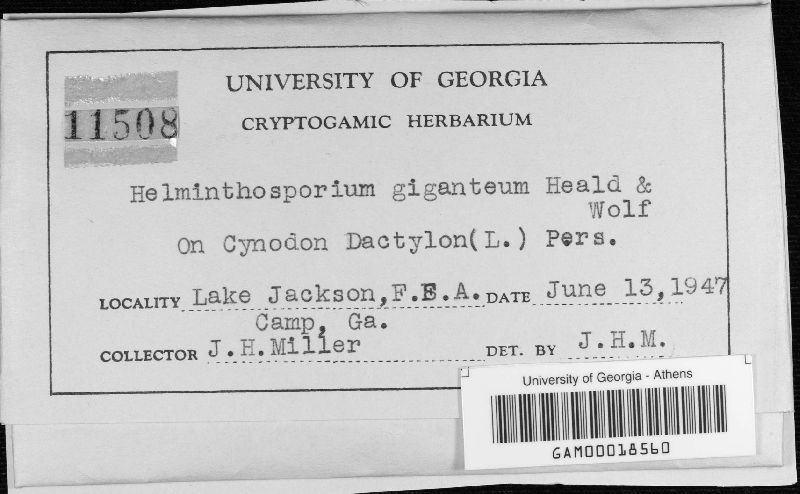 UNIVERSITY OF GEORGIA
11508
CRYPTOGAMIC HERBARIUM
Helminthosporium giganteum Heald &
Wolf
On Cynodon Dactylon(L.) Pers.
LOCALITY Lake Jackson,F.E.A. DATE June 13,1947
Camp, Ga.
COLLECTOR J.H.Miller DET. BY J.H.M.
University of Georgia - Athens
GAM00018560